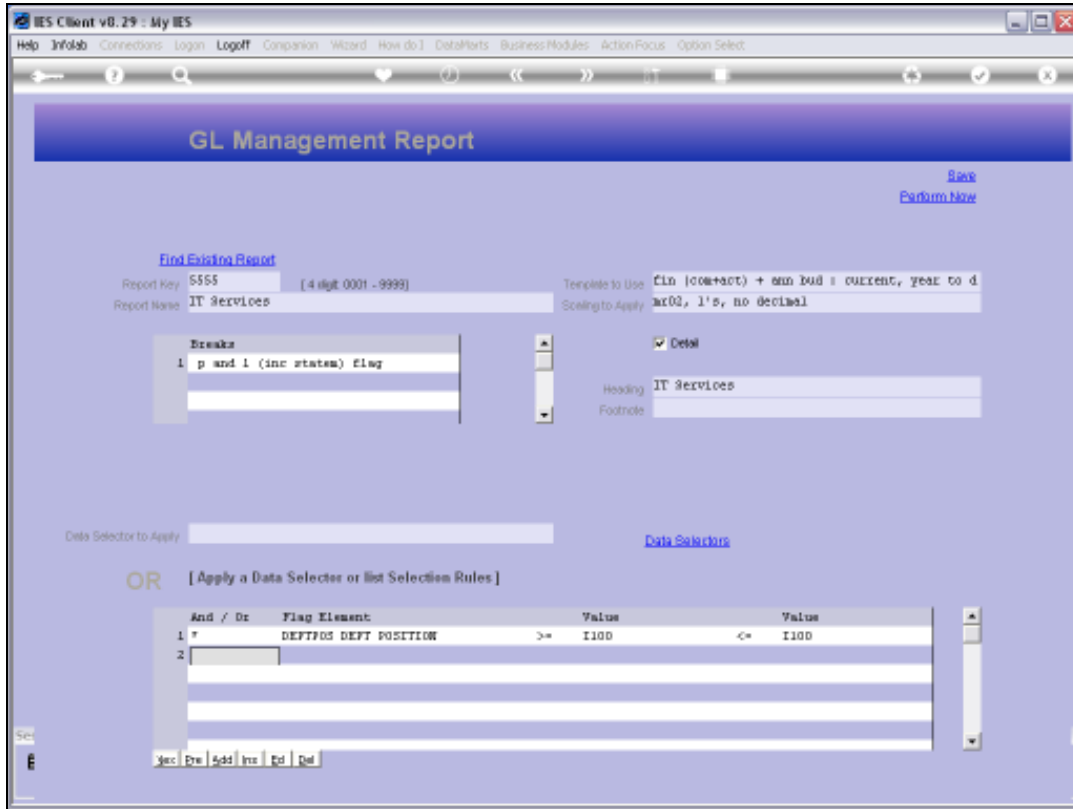 IES Client v8.29 : My IES
Help Infolab Connections Logon Logoff Companion Wizard How do I DataMarts Business Modules Action Focus Option Select
GL Management Report
Save
Perform Now
Find Existing Report
Report Key 5555 [4 digit: 0001 - 9999] Template to Use fin (com+act) + ann bud : current, year to d
Report Name IT Services Scaling to Apply mr02, 1's, no decimal
Breaks
Detail
1 p and l (inc statem) flag
Heading IT Services
Footnote
Data Selector to Apply
Data Selectors
OR [ Apply a Data Selector or list Selection Rules ]
And / Or Flag Element Value Value
1 * DEPTPOS DEPT POSITION >= I100 <= I100
2
Nex Pre Add Ins Ed Del